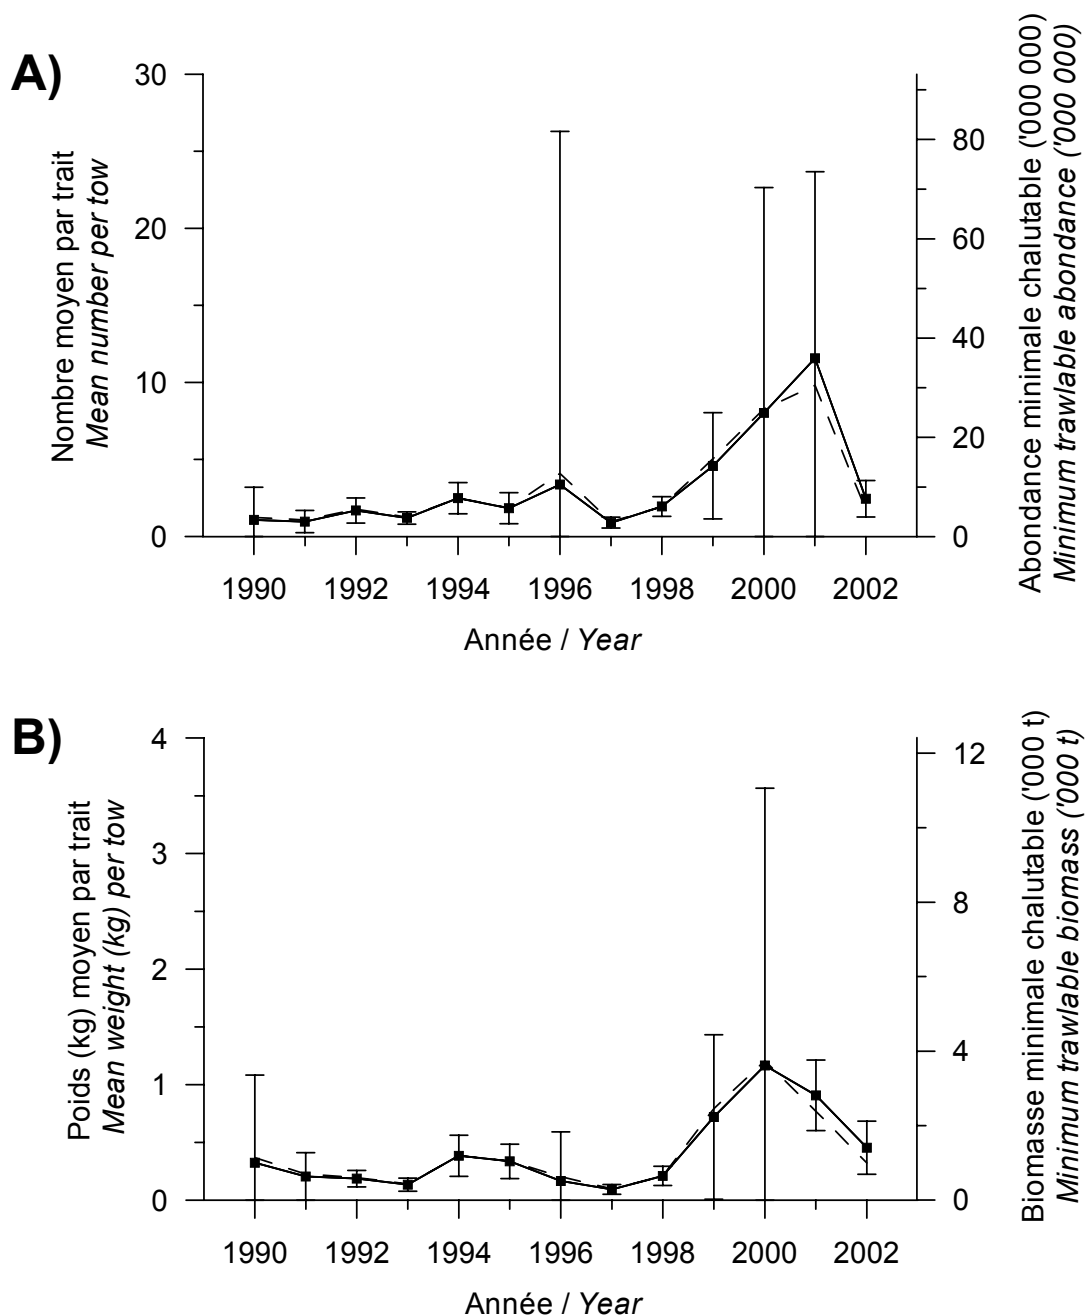 A)
Nombre moyen par trait
Mean number per tow
30
20
10
0
80
60
40
20
0
Abondance minimale chalutable ('000 000)
Minimum trawlable abondance ('000 000)
1990 1992 1994 1996 1998 2000 2002
Année / Year
B)
Poids (kg) moyen par trait
Mean weight (kg) per tow
4
3
2
1
0
12
8
4
0
Biomasse minimale chalutable ('000 t)
Minimum trawlable biomass ('000 t)
1990 1992 1994 1996 1998 2000 2002
Année / Year